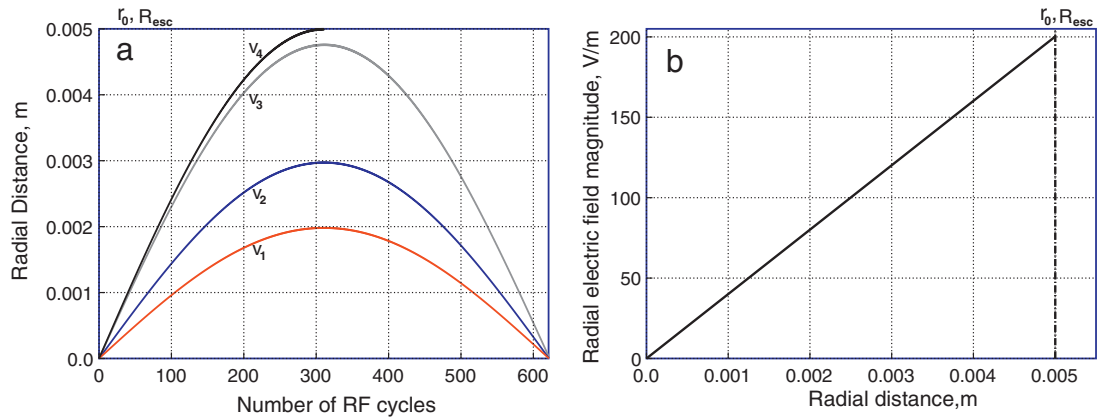 r0, Resc
a
0.005
0.004
0.003
0.002
0.001
0.0
Radial Distance, m
V4
V3
V2
V1
0
100
200
300
400
500
600
Number of RF cycles
r0, Resc
b
200
150
100
50
0
Radial electric field magnitude, V/m
0.0
0.001
0.002
0.003
0.004
0.005
Radial distance,m